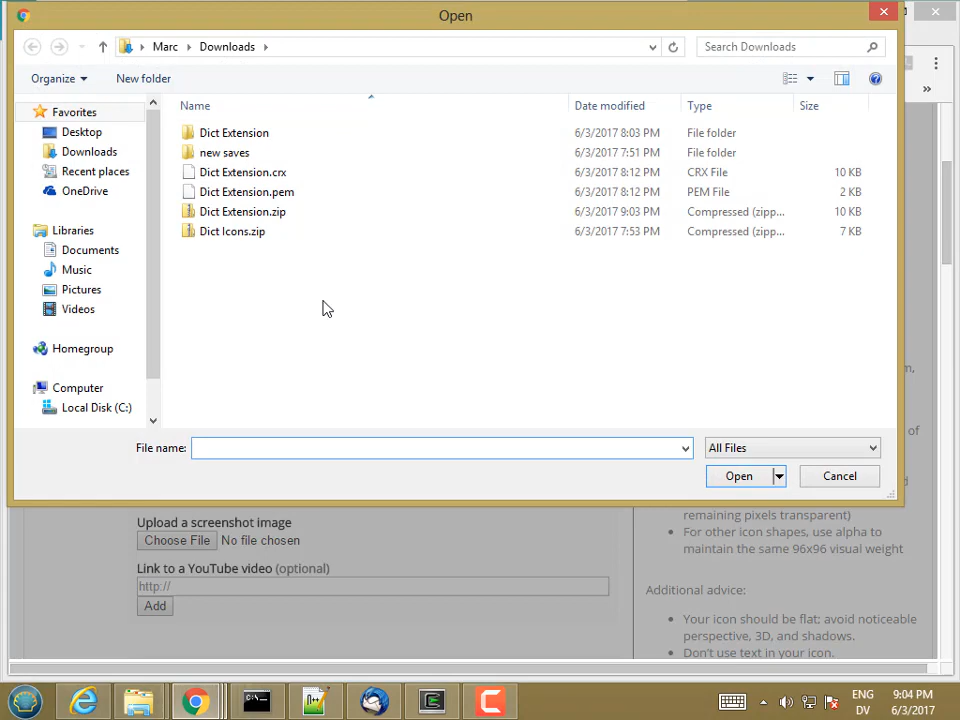 Open
Marc
Downloads
Search Downloads
Organize
New folder
Name
Date modified
Type
Size
Favorites
Desktop
Downloads
Recent places
OneDrive
Libraries
Documents
Music
Pictures
Videos
Homegroup
Computer
Local Disk (C:)
Dict Extension 6/3/2017 8:03 PM File folder
new saves 6/3/2017 7:51 PM File folder
Dict Extension.crx 6/3/2017 8:12 PM CRX File 10 KB
Dict Extension.pem 6/3/2017 8:12 PM PEM File 2 KB
Dict Extension.zip 6/3/2017 9:03 PM Compressed (zipp... 10 KB
Dict Icons.zip 6/3/2017 7:53 PM Compressed (zipp... 7 KB
File name:
All Files
Open
Cancel
of
Upload a screenshot image
Choose File No file chosen
Link to a YouTube video (optional)
http://
Add
remaining pixels transparent)
For other icon shapes, use alpha to
maintain the same 96x96 visual weight
Additional advice:
Your icon should be flat; avoid noticeable
perspective, 3D, and shadows.
Don't use text in your icon.
ENG
DV
9:04 PM
6/3/2017